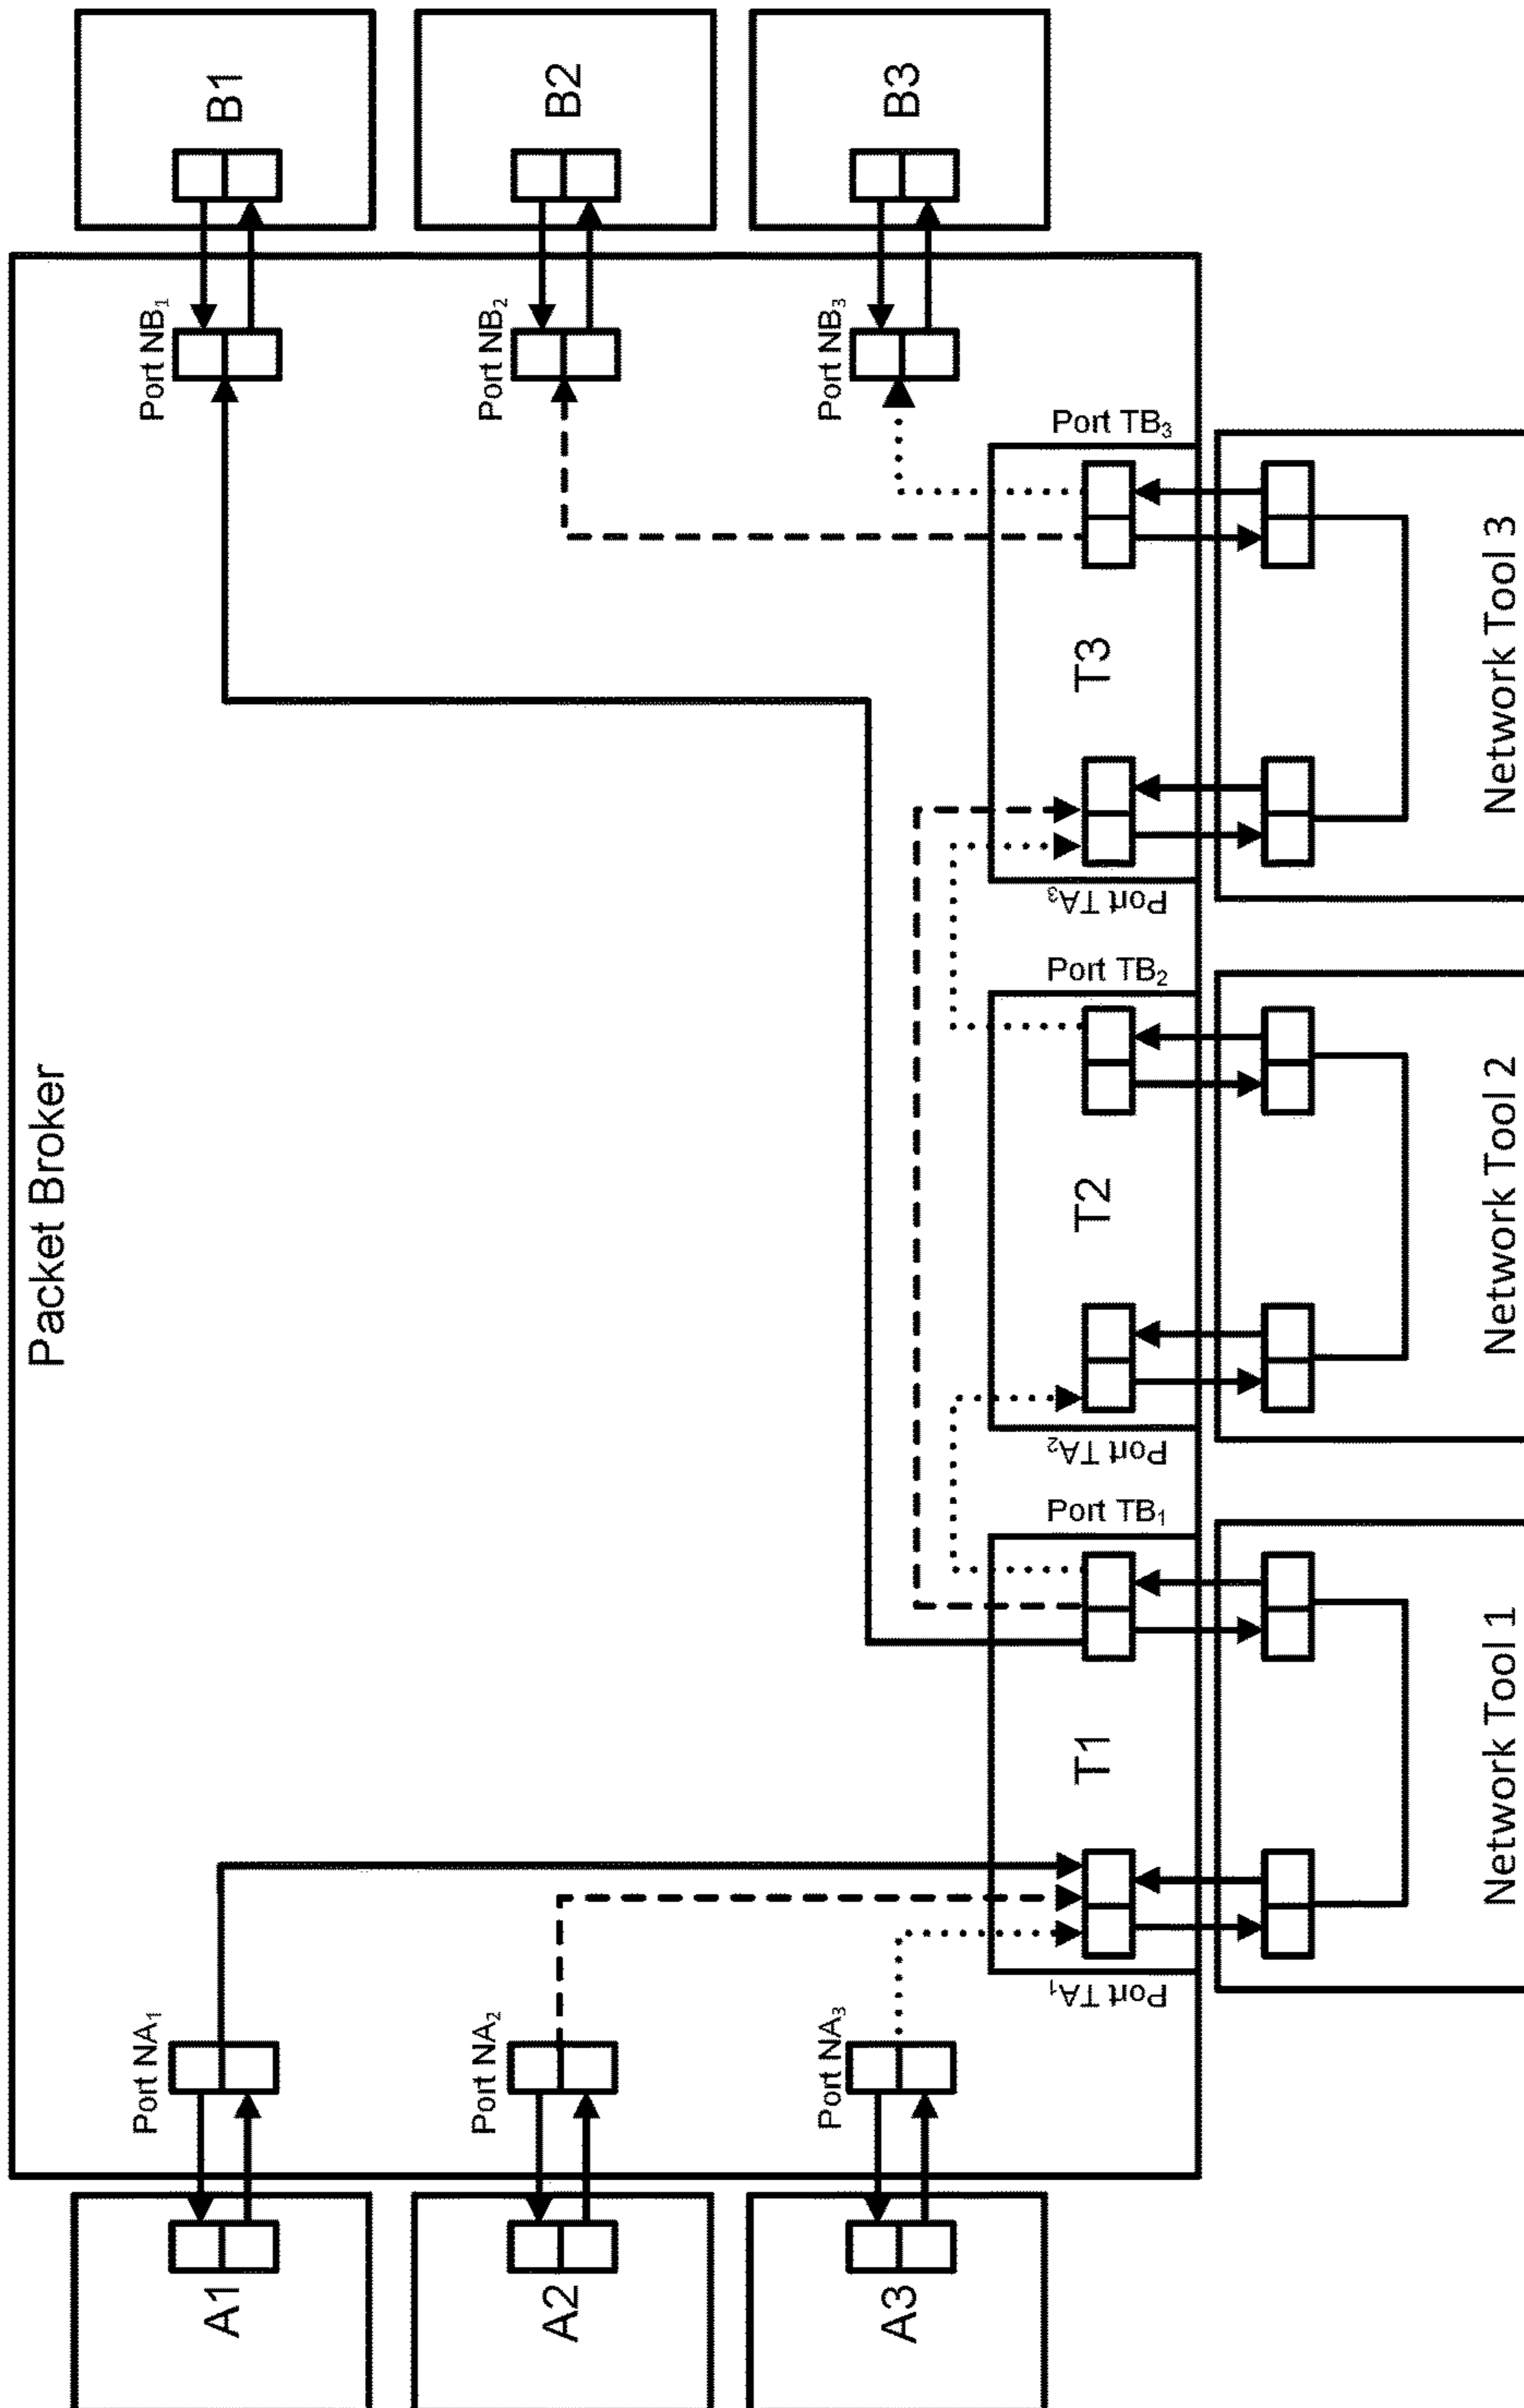 Packet Broker
A1
Port NA₁
Port NB₁
B1
A2
Port NA₂
Port NB₂
B2
A3
Port NA₃
Port NB₃
B3
Port TA₁
T1
Port TB₁
Port TA₂
T2
Port TB₂
Port TA₃
T3
Port TB₃
Network Tool 1
Network Tool 2
Network Tool 3